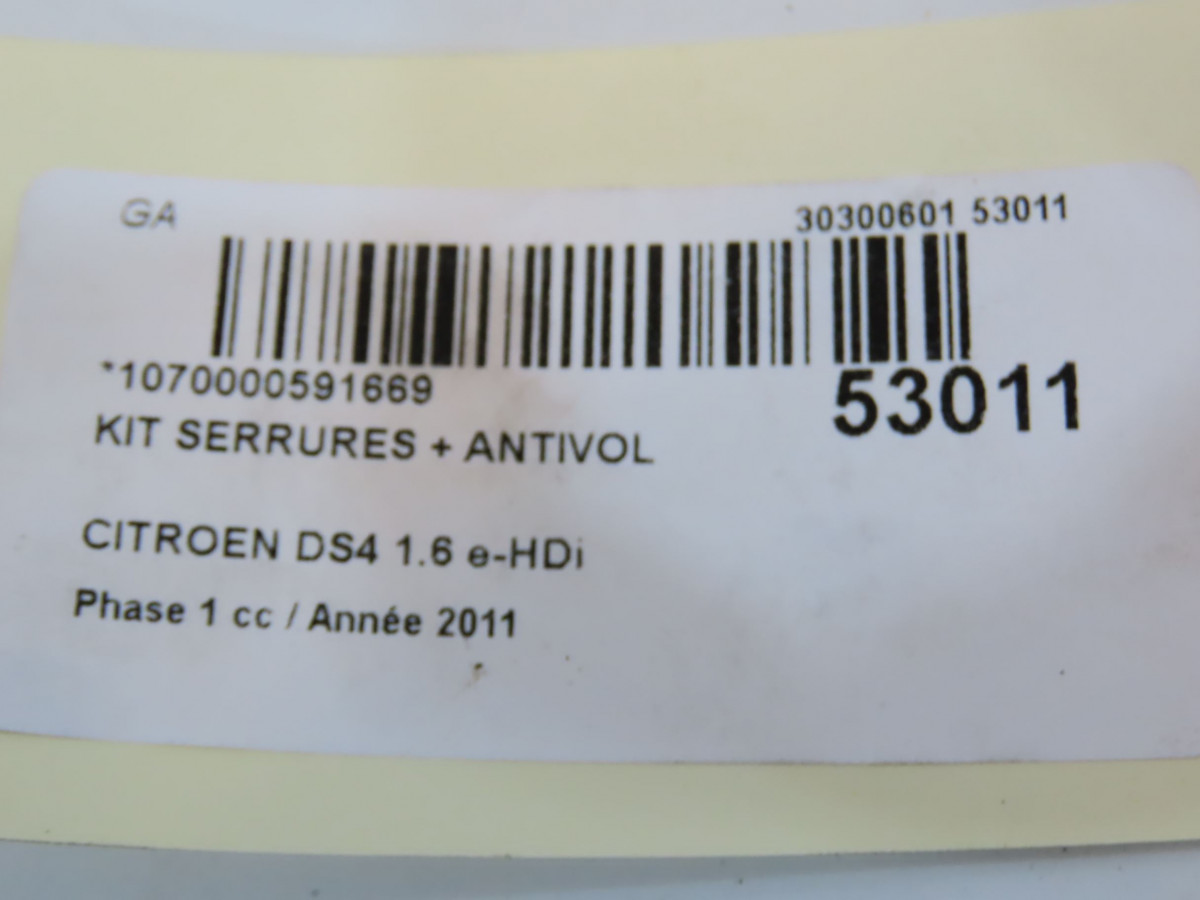 GA 30300601 53011
*1070000591669 53011
KIT SERRURES + ANTIVOL
CITROEN DS4 1.6 e-HDi
Phase 1 cc / Année 2011